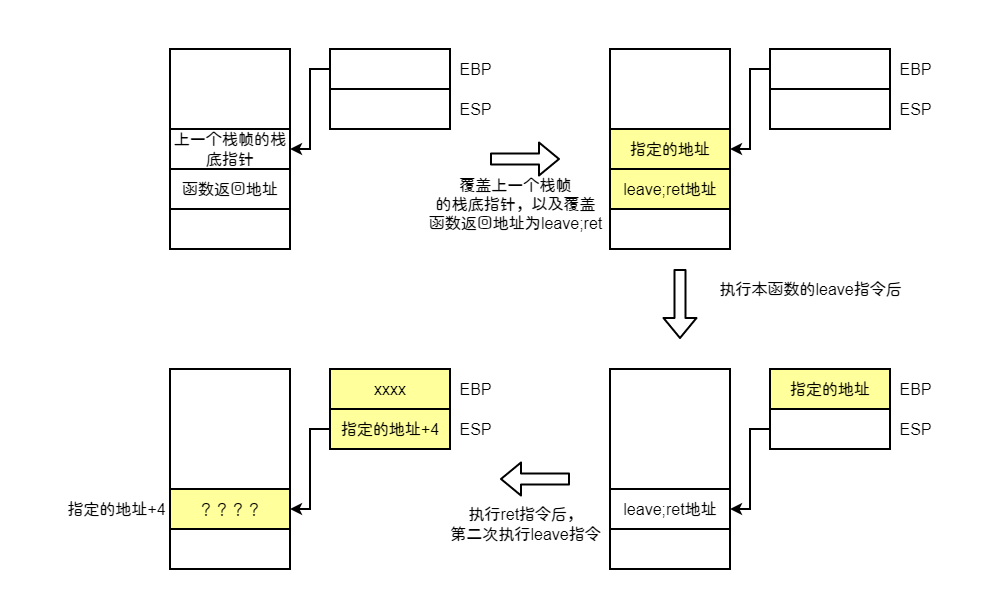 EBP
ESP
上一个栈帧的栈
底指针
函数返回地址
覆盖上一个栈帧
的栈底指针，以及覆盖
函数返回地址为leave;ret
EBP
ESP
指定的地址
leave;ret地址
执行本函数的leave指令后
指定的地址
EBP
ESP
leave;ret地址
执行ret指令后，
第二次执行leave指令
xxxx
EBP
指定的地址+4
ESP
指定的地址+4
？？？？